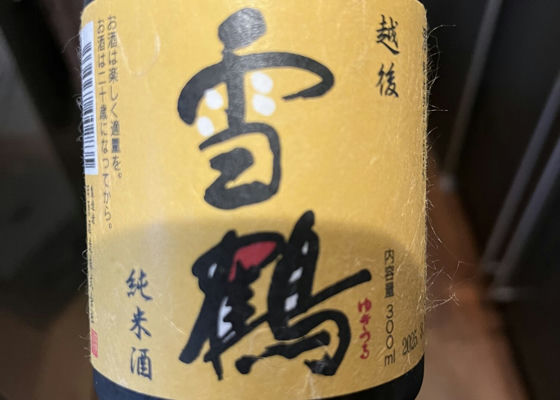 越後
雪鶴
ゆきつる
純米酒
内容量 300ml
お酒は楽しく適量を。
お酒は二十歳になってから。